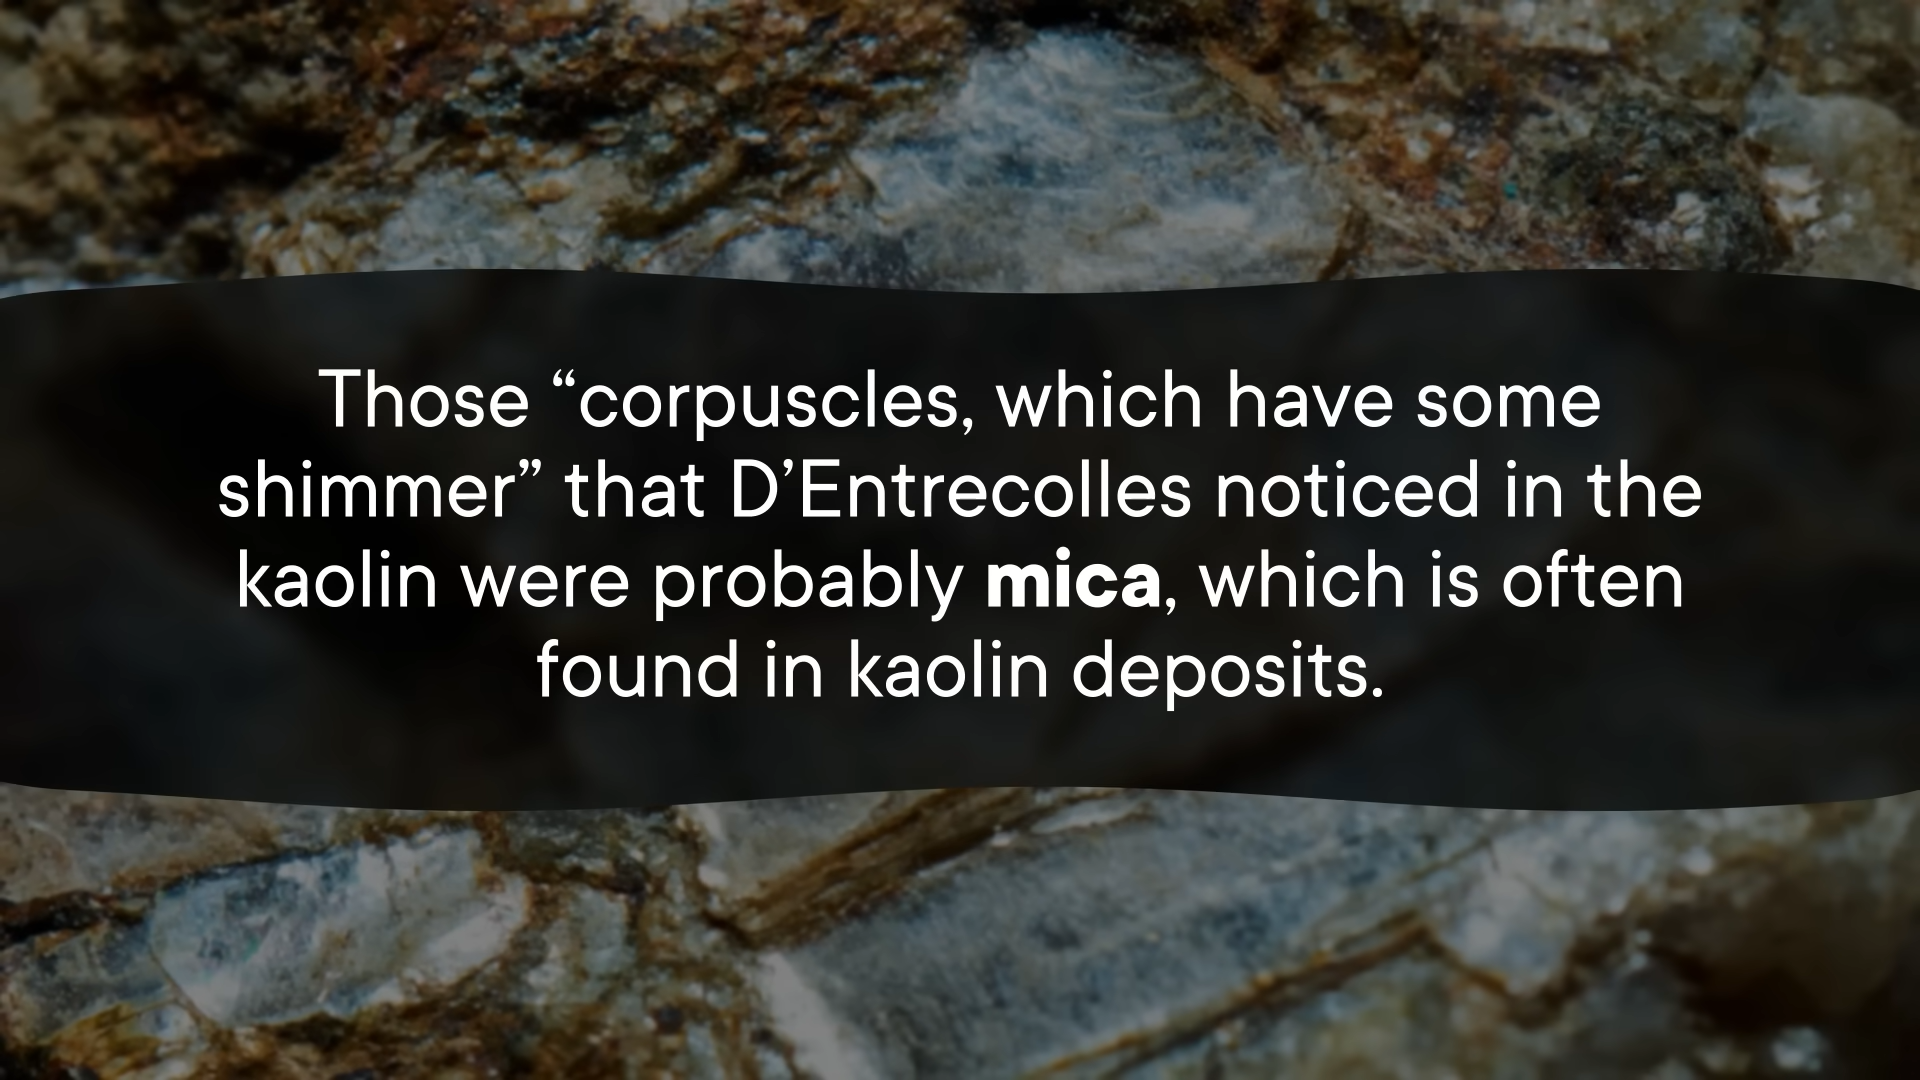 Those “corpuscles, which have some
shimmer” that D’Entrecolles noticed in the
kaolin were probably mica, which is often
found in kaolin deposits.